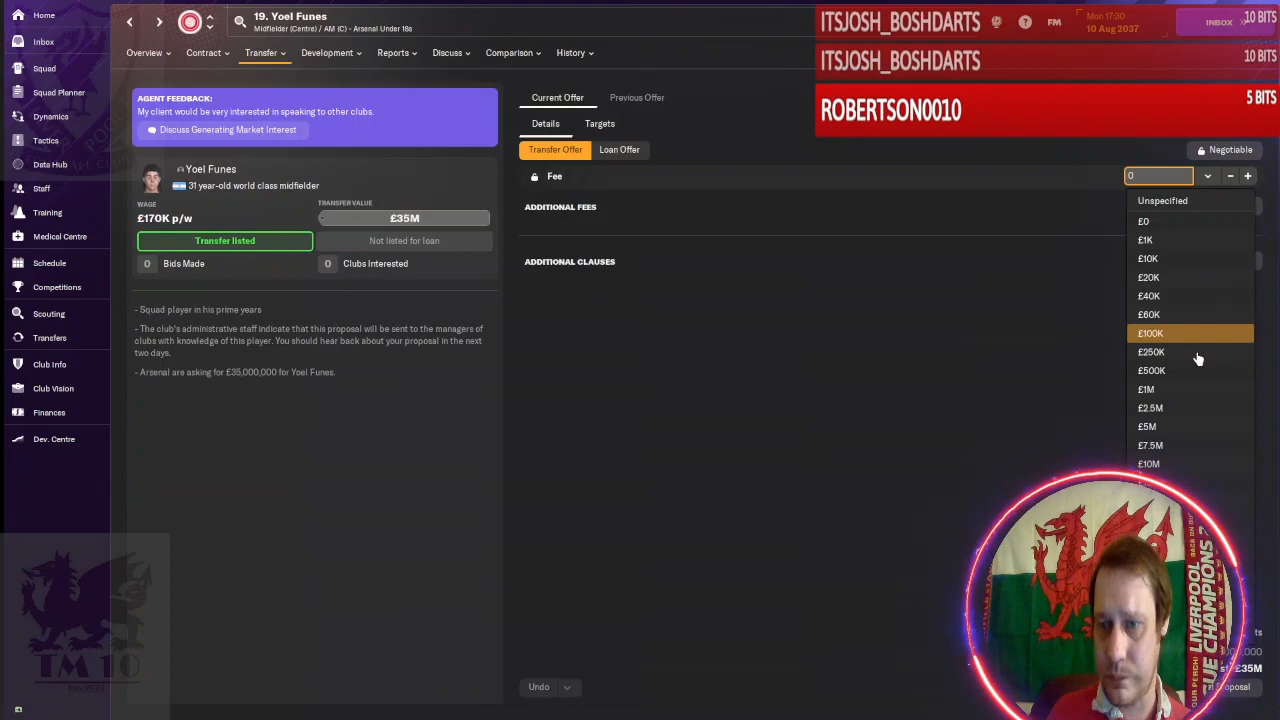 Home
Inbox
Squad
Squad Planner
Dynamics
Tactics
Data Hub
Staff
Training
Medical Centre
Schedule
Competitions
Scouting
Transfers
Club Info
Club Vision
Finances
Dev. Centre
19. Yoel Funes
Midfielder (Centre) / AM (C) - Arsenal Under 18s
FM
Mon 17:30
10 Aug 2037
INBOX
ITSJOSH_BOSHDARTS
10 BITS
ITSJOSH_BOSHDARTS
10 BITS
ROBERTSON0010
5 BITS
Overview
Contract
Transfer
Development
Reports
Discuss
Comparison
History
AGENT FEEDBACK:
My client would be very interested in speaking to other clubs.
Discuss Generating Market Interest
Yoel Funes
31 year-old world class midfielder
WAGE
£170K p/w
TRANSFER VALUE
£35M
Transfer listed
Not listed for loan
0 Bids Made
0 Clubs Interested
- Squad player in his prime years
- The club's administrative staff indicate that this proposal will be sent to the managers of
clubs with knowledge of this player. You should hear back about your proposal in the next
two days.
- Arsenal are asking for £35,000,000 for Yoel Funes.
Current Offer
Previous Offer
Details
Targets
Transfer Offer
Loan Offer
Negotiable
Fee
0
ADDITIONAL FEES
ADDITIONAL CLAUSES
Unspecified
£0
£1K
£10K
£20K
£40K
£60K
£100K
£250K
£500K
£1M
£2.5M
£5M
£7.5M
£10M
Undo
£35M
Proposal
TM 10
LIVERPOOL
CHAMPIONS